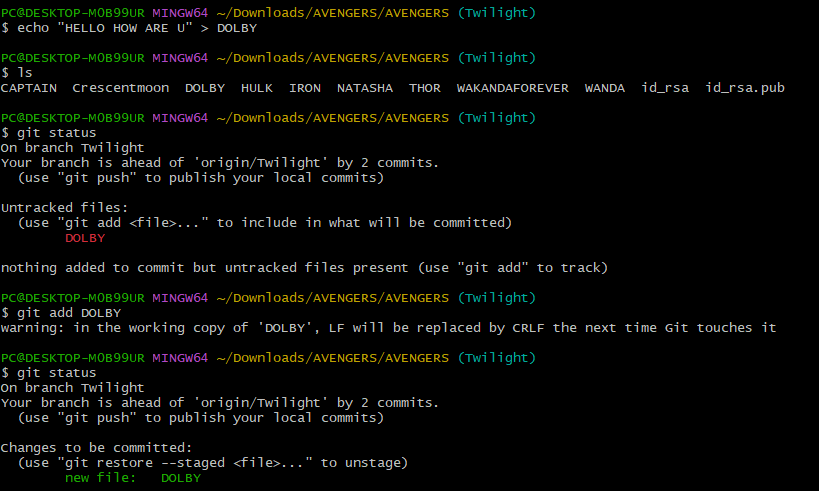 PC@DESKTOP-M0B99UR MINGW64 ~/Downloads/AVENGERS/AVENGERS (Twilight)
$ echo "HELLO HOW ARE U" > DOLBY
PC@DESKTOP-M0B99UR MINGW64 ~/Downloads/AVENGERS/AVENGERS (Twilight)
$ ls
CAPTAIN  Crescentmoon  DOLBY  HULK  IRON  NATASHA  THOR  WAKANDAFOREVER  WANDA  id_rsa  id_rsa.pub
PC@DESKTOP-M0B99UR MINGW64 ~/Downloads/AVENGERS/AVENGERS (Twilight)
$ git status
On branch Twilight
Your branch is ahead of 'origin/Twilight' by 2 commits.
  (use "git push" to publish your local commits)
Untracked files:
  (use "git add <file>..." to include in what will be committed)
        DOLBY
nothing added to commit but untracked files present (use "git add" to track)
PC@DESKTOP-M0B99UR MINGW64 ~/Downloads/AVENGERS/AVENGERS (Twilight)
$ git add DOLBY
warning: in the working copy of 'DOLBY', LF will be replaced by CRLF the next time Git touches it
PC@DESKTOP-M0B99UR MINGW64 ~/Downloads/AVENGERS/AVENGERS (Twilight)
$ git status
On branch Twilight
Your branch is ahead of 'origin/Twilight' by 2 commits.
  (use "git push" to publish your local commits)
Changes to be committed:
  (use "git restore --staged <file>..." to unstage)
        new file:   DOLBY